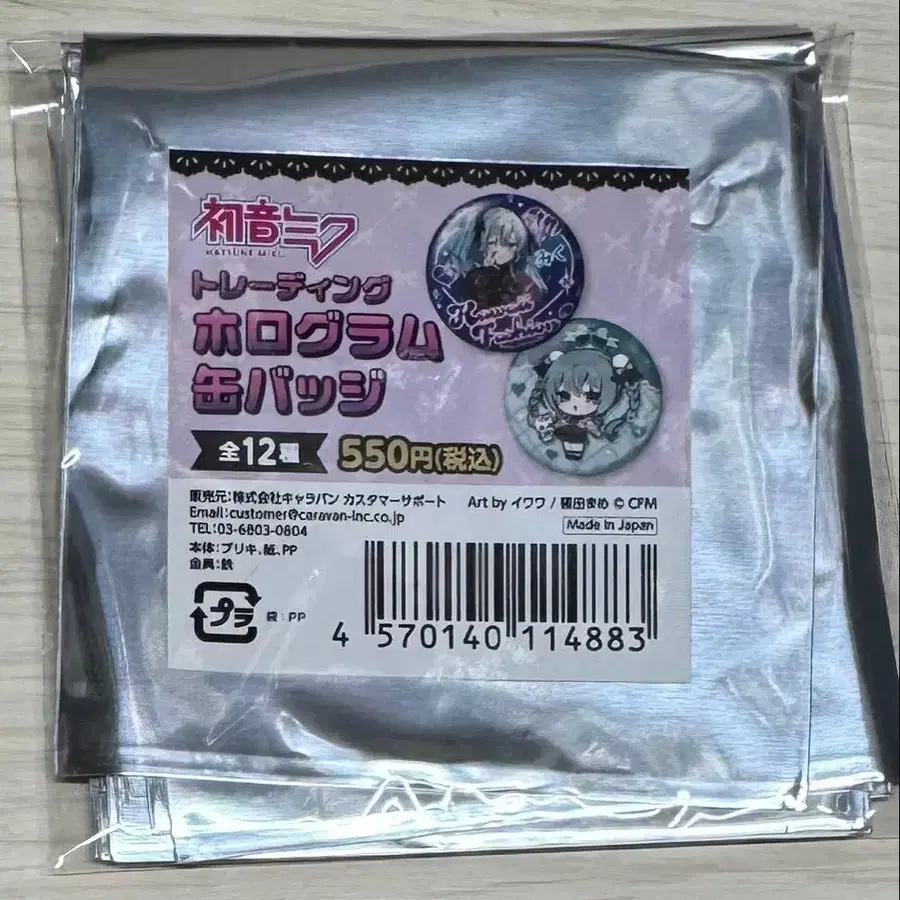 初音ミク
HATSUNE MIKU
トレーディング
ホログラム
缶バッジ
全12種
550円(税込)
販売元:株式会社キャラバン カスタマーサポート
Email:customer@caravan-inc.co.jp
TEL:03-6803-0804
本体:ブリキ、紙、PP
金具:鉄
Art by イワワ / 園田まめ © CFM
Made in Japan
プラ
袋:PP
4 570140 114883